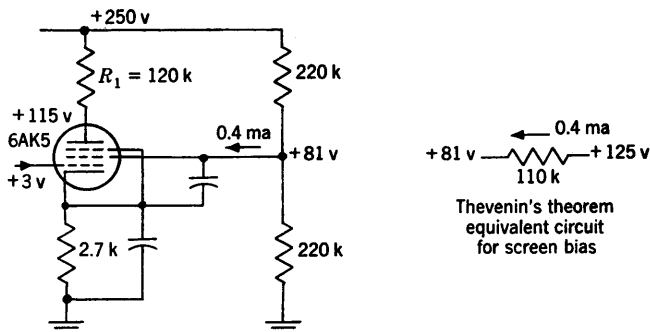 +250 v
R₁ = 120 k
220 k
+115 v
6AK5
0.4 ma
+81 v
+3 v
2.7 k
220 k
0.4 ma
+81 v
+125 v
110 k
Thevenin's theorem
equivalent circuit
for screen bias